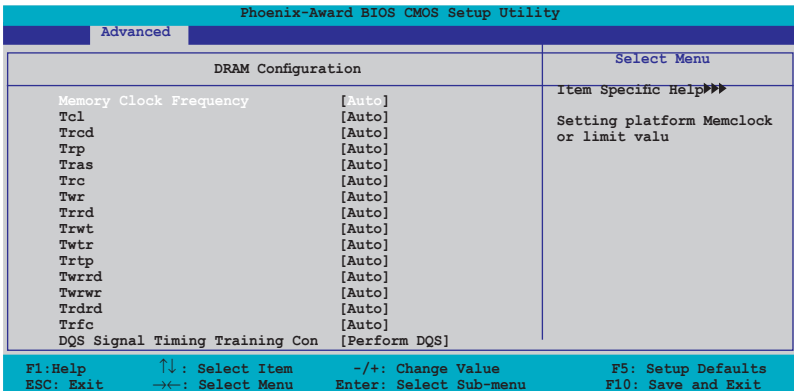 Phoenix-Award BIOS CMOS Setup Utility
Advanced
DRAM Configuration
Select Menu
Memory Clock Frequency [Auto]
Tcl [Auto]
Trcd [Auto]
Trp [Auto]
Tras [Auto]
Trc [Auto]
Twr [Auto]
Trrd [Auto]
Trwt [Auto]
Twtr [Auto]
Trtp [Auto]
Twrrd [Auto]
Twrwr [Auto]
Trdrd [Auto]
Trfc [Auto]
DQS Signal Timing Training Con [Perform DQS]
Item Specific Help
Setting platform Memclock
or limit valu
F1:Help ↑↓ : Select Item -/+: Change Value F5: Setup Defaults
ESC: Exit →←: Select Menu Enter: Select Sub-menu F10: Save and Exit